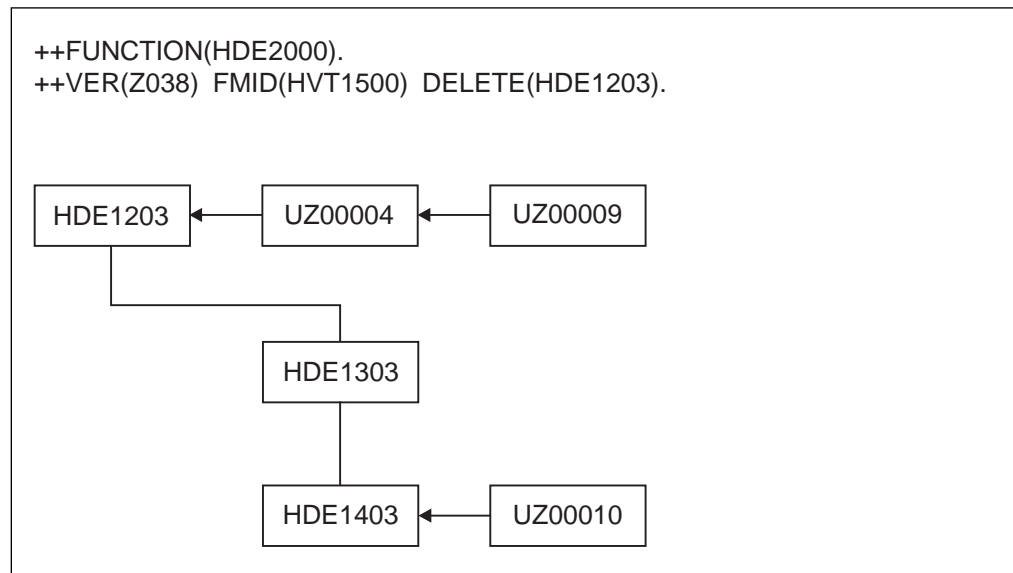 ++FUNCTION(HDE2000).
++VER(Z038) FMID(HVT1500) DELETE(HDE1203).
HDE1203
UZ00004
UZ00009
HDE1303
HDE1403
UZ00010